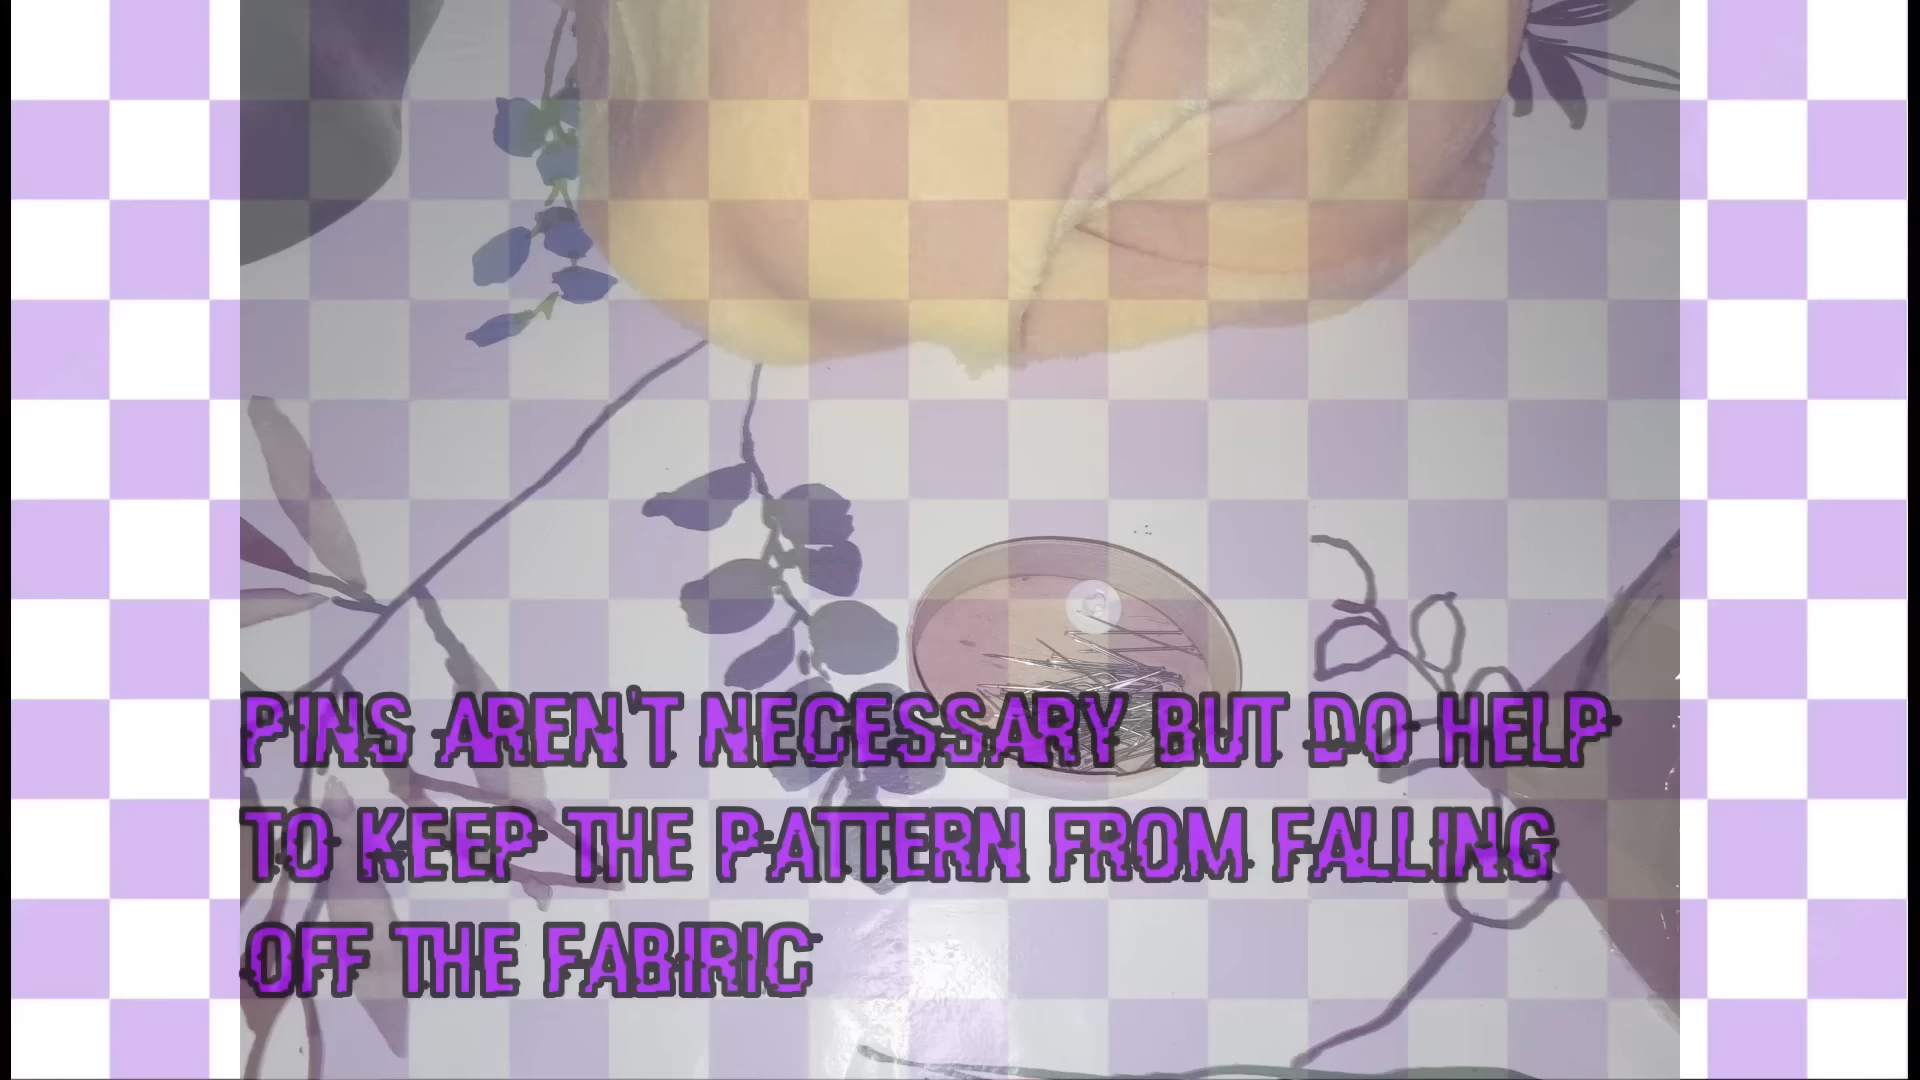 PINS AREN'T NECESSARY BUT DO HELP
TO KEEP THE PATTERN FROM FALLING
OFF THE FABIRIC